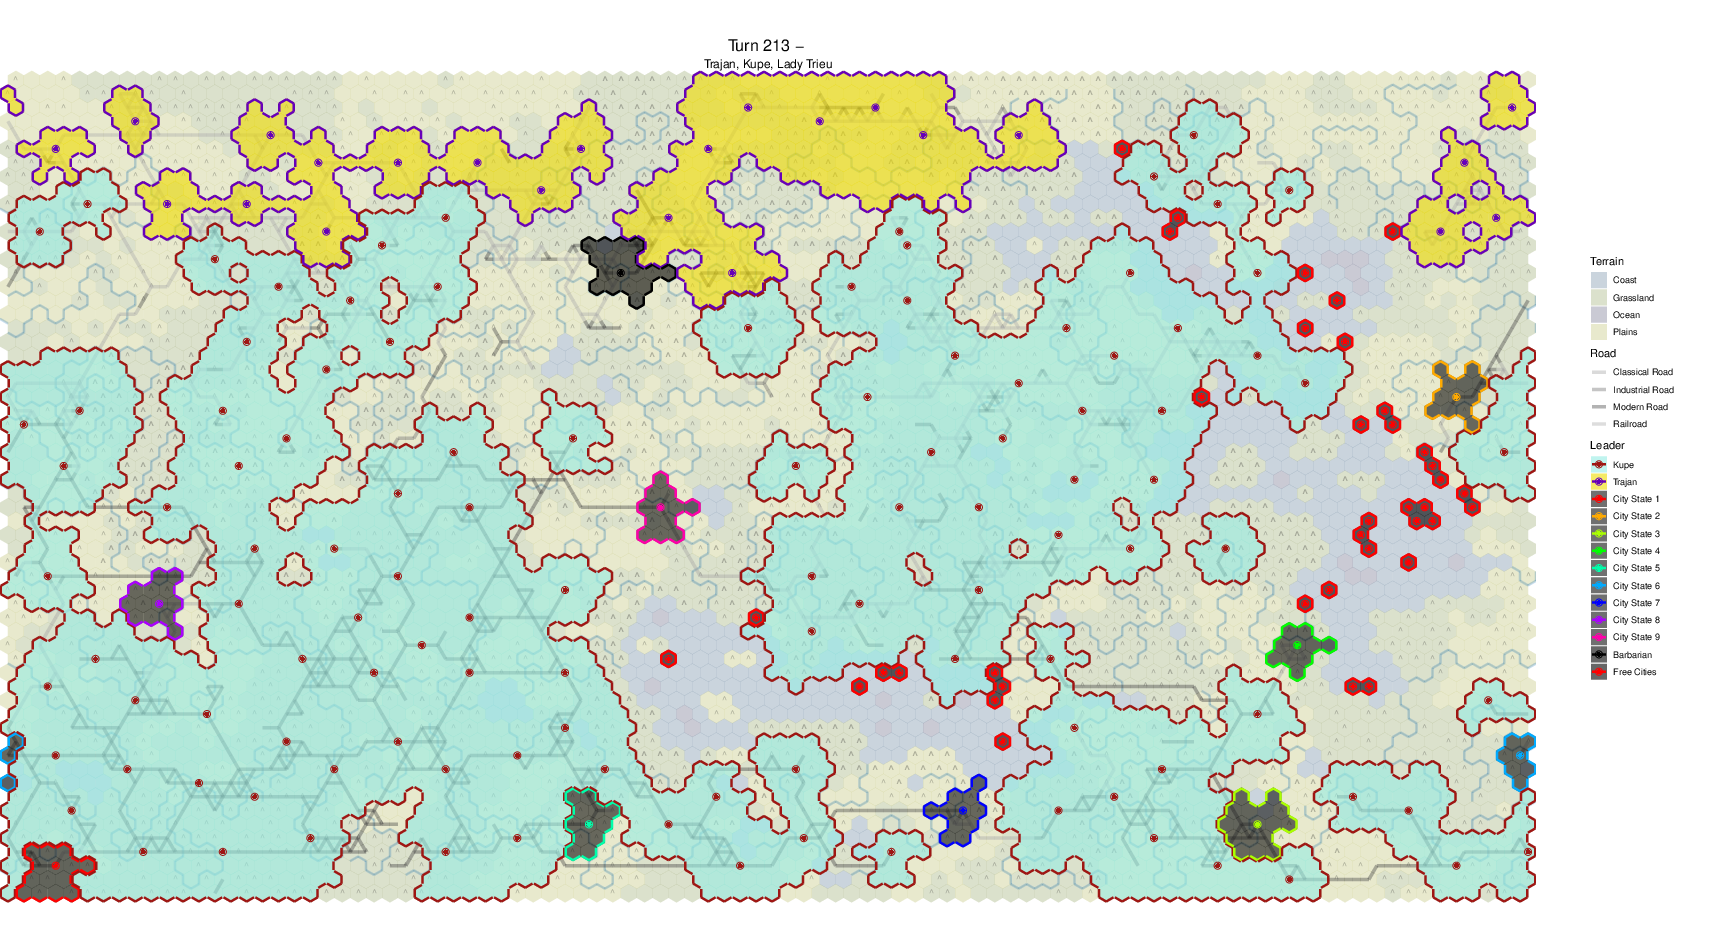 Turn 213 –
Trajan, Kupe, Lady Trieu
Terrain
Coast
Grassland
Ocean
Plains
Road
Classical Road
Industrial Road
Modern Road
Railroad
Leader
Kupe
Trajan
City State 1
City State 2
City State 3
City State 4
City State 5
City State 6
City State 7
City State 8
City State 9
Barbarian
Free Cities